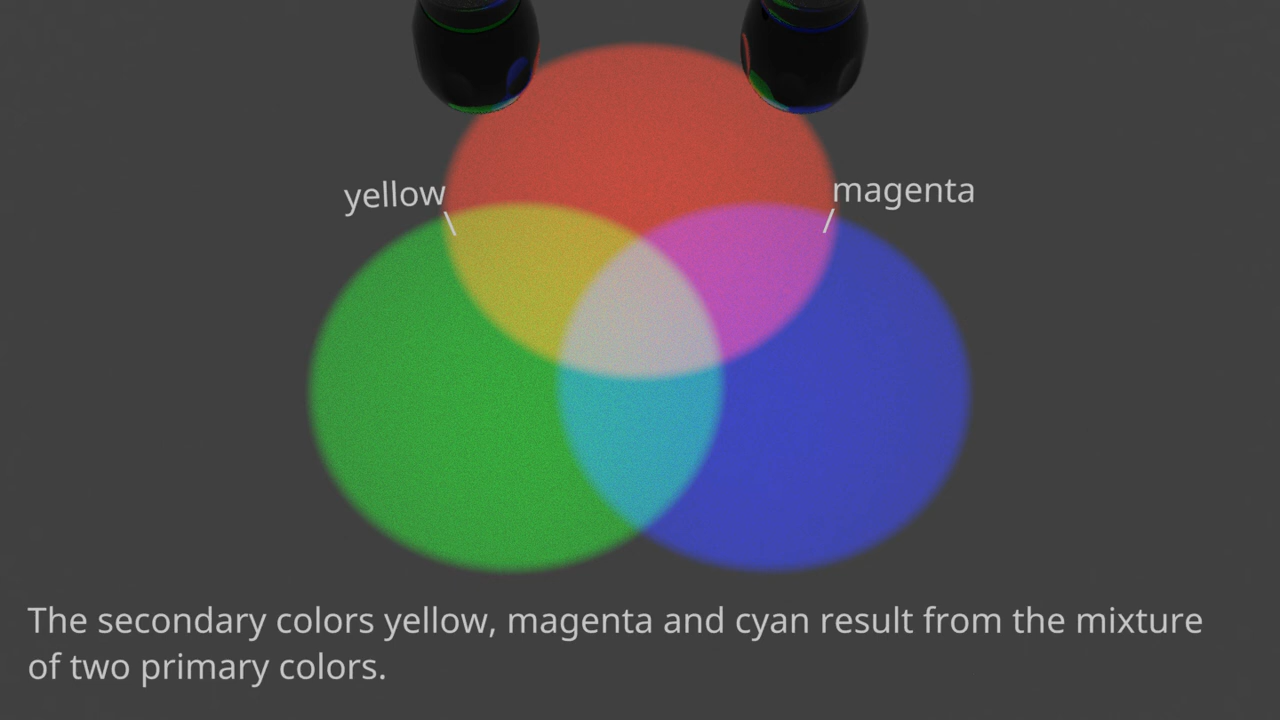 yellow
magenta
The secondary colors yellow, magenta and cyan result from the mixture
of two primary colors.